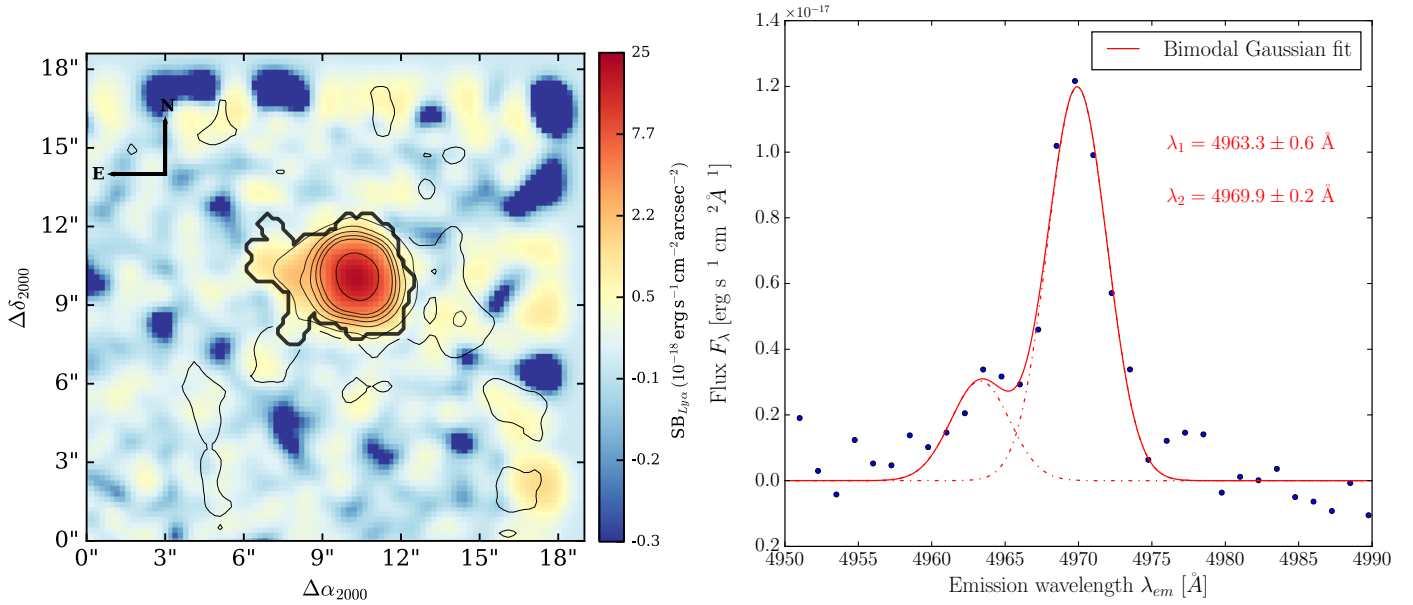 18"
15"
12"
9"
6"
3"
0"
0" 3" 6" 9" 12" 15" 18"
Δδ2000
Δα2000
N
E
25
7.7
2.2
0.5
-0.1
-0.2
-0.3
SB_Lyα (10⁻¹⁸ erg s⁻¹cm⁻²arcsec⁻²)
×10⁻¹⁷
1.4
1.2
1.0
0.8
0.6
0.4
0.2
0.0
0.2
4950 4955 4960 4965 4970 4975 4980 4985 4990
Flux F_λ [erg s 1 cm 2Å 1]
Emission wavelength λ_em [Å]
Bimodal Gaussian fit
λ₁ = 4963.3 ± 0.6 Å
λ₂ = 4969.9 ± 0.2 Å